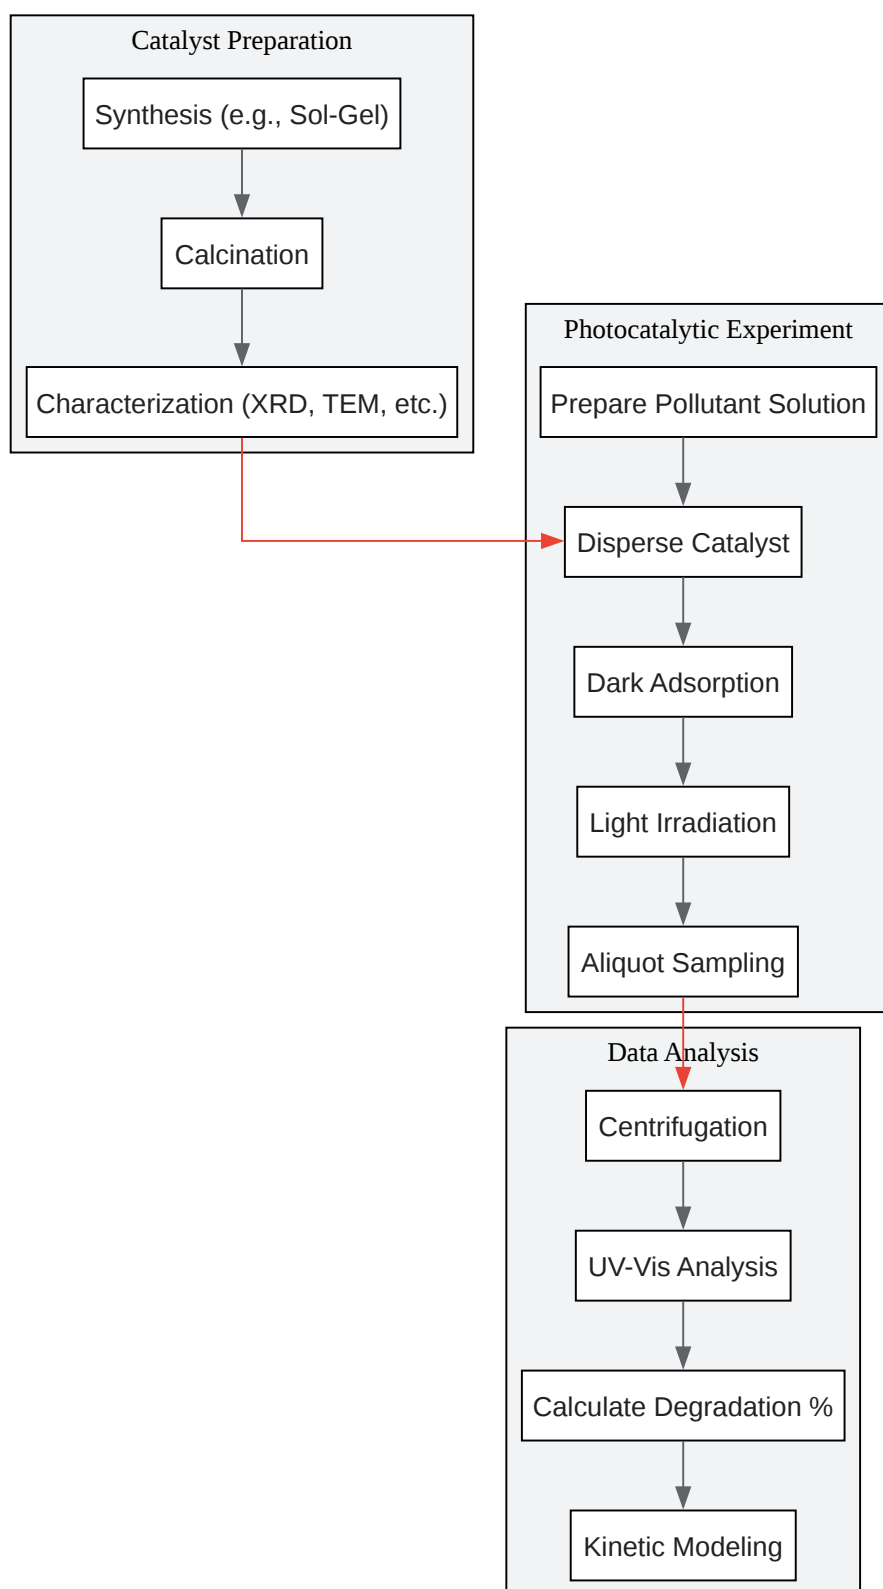 Catalyst Preparation
Synthesis (e.g., Sol-Gel)
Calcination
Characterization (XRD, TEM, etc.)
Photocatalytic Experiment
Prepare Pollutant Solution
Disperse Catalyst
Dark Adsorption
Light Irradiation
Aliquot Sampling
Data Analysis
Centrifugation
UV-Vis Analysis
Calculate Degradation %
Kinetic Modeling